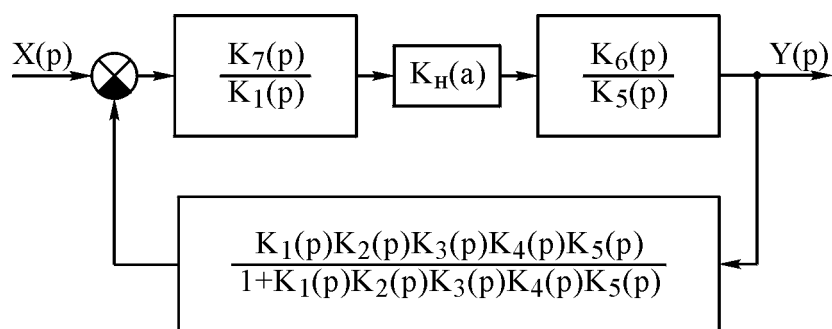 X(p)
K₇(p)
K₁(p)
Kн(a)
K₆(p)
K₅(p)
Y(p)
K₁(p)K₂(p)K₃(p)K₄(p)K₅(p)
1+K₁(p)K₂(p)K₃(p)K₄(p)K₅(p)